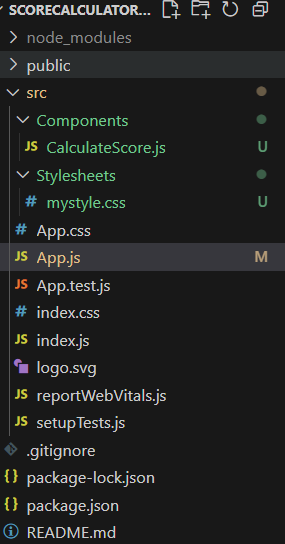 SCORECALCULATOR...
node_modules
public
src
Components
JS CalculateScore.js U
Stylesheets
# mystyle.css U
# App.css
JS App.js M
JS App.test.js
# index.css
JS index.js
logo.svg
JS reportWebVitals.js
JS setupTests.js
.gitignore
{} package-lock.json
{} package.json
README.md